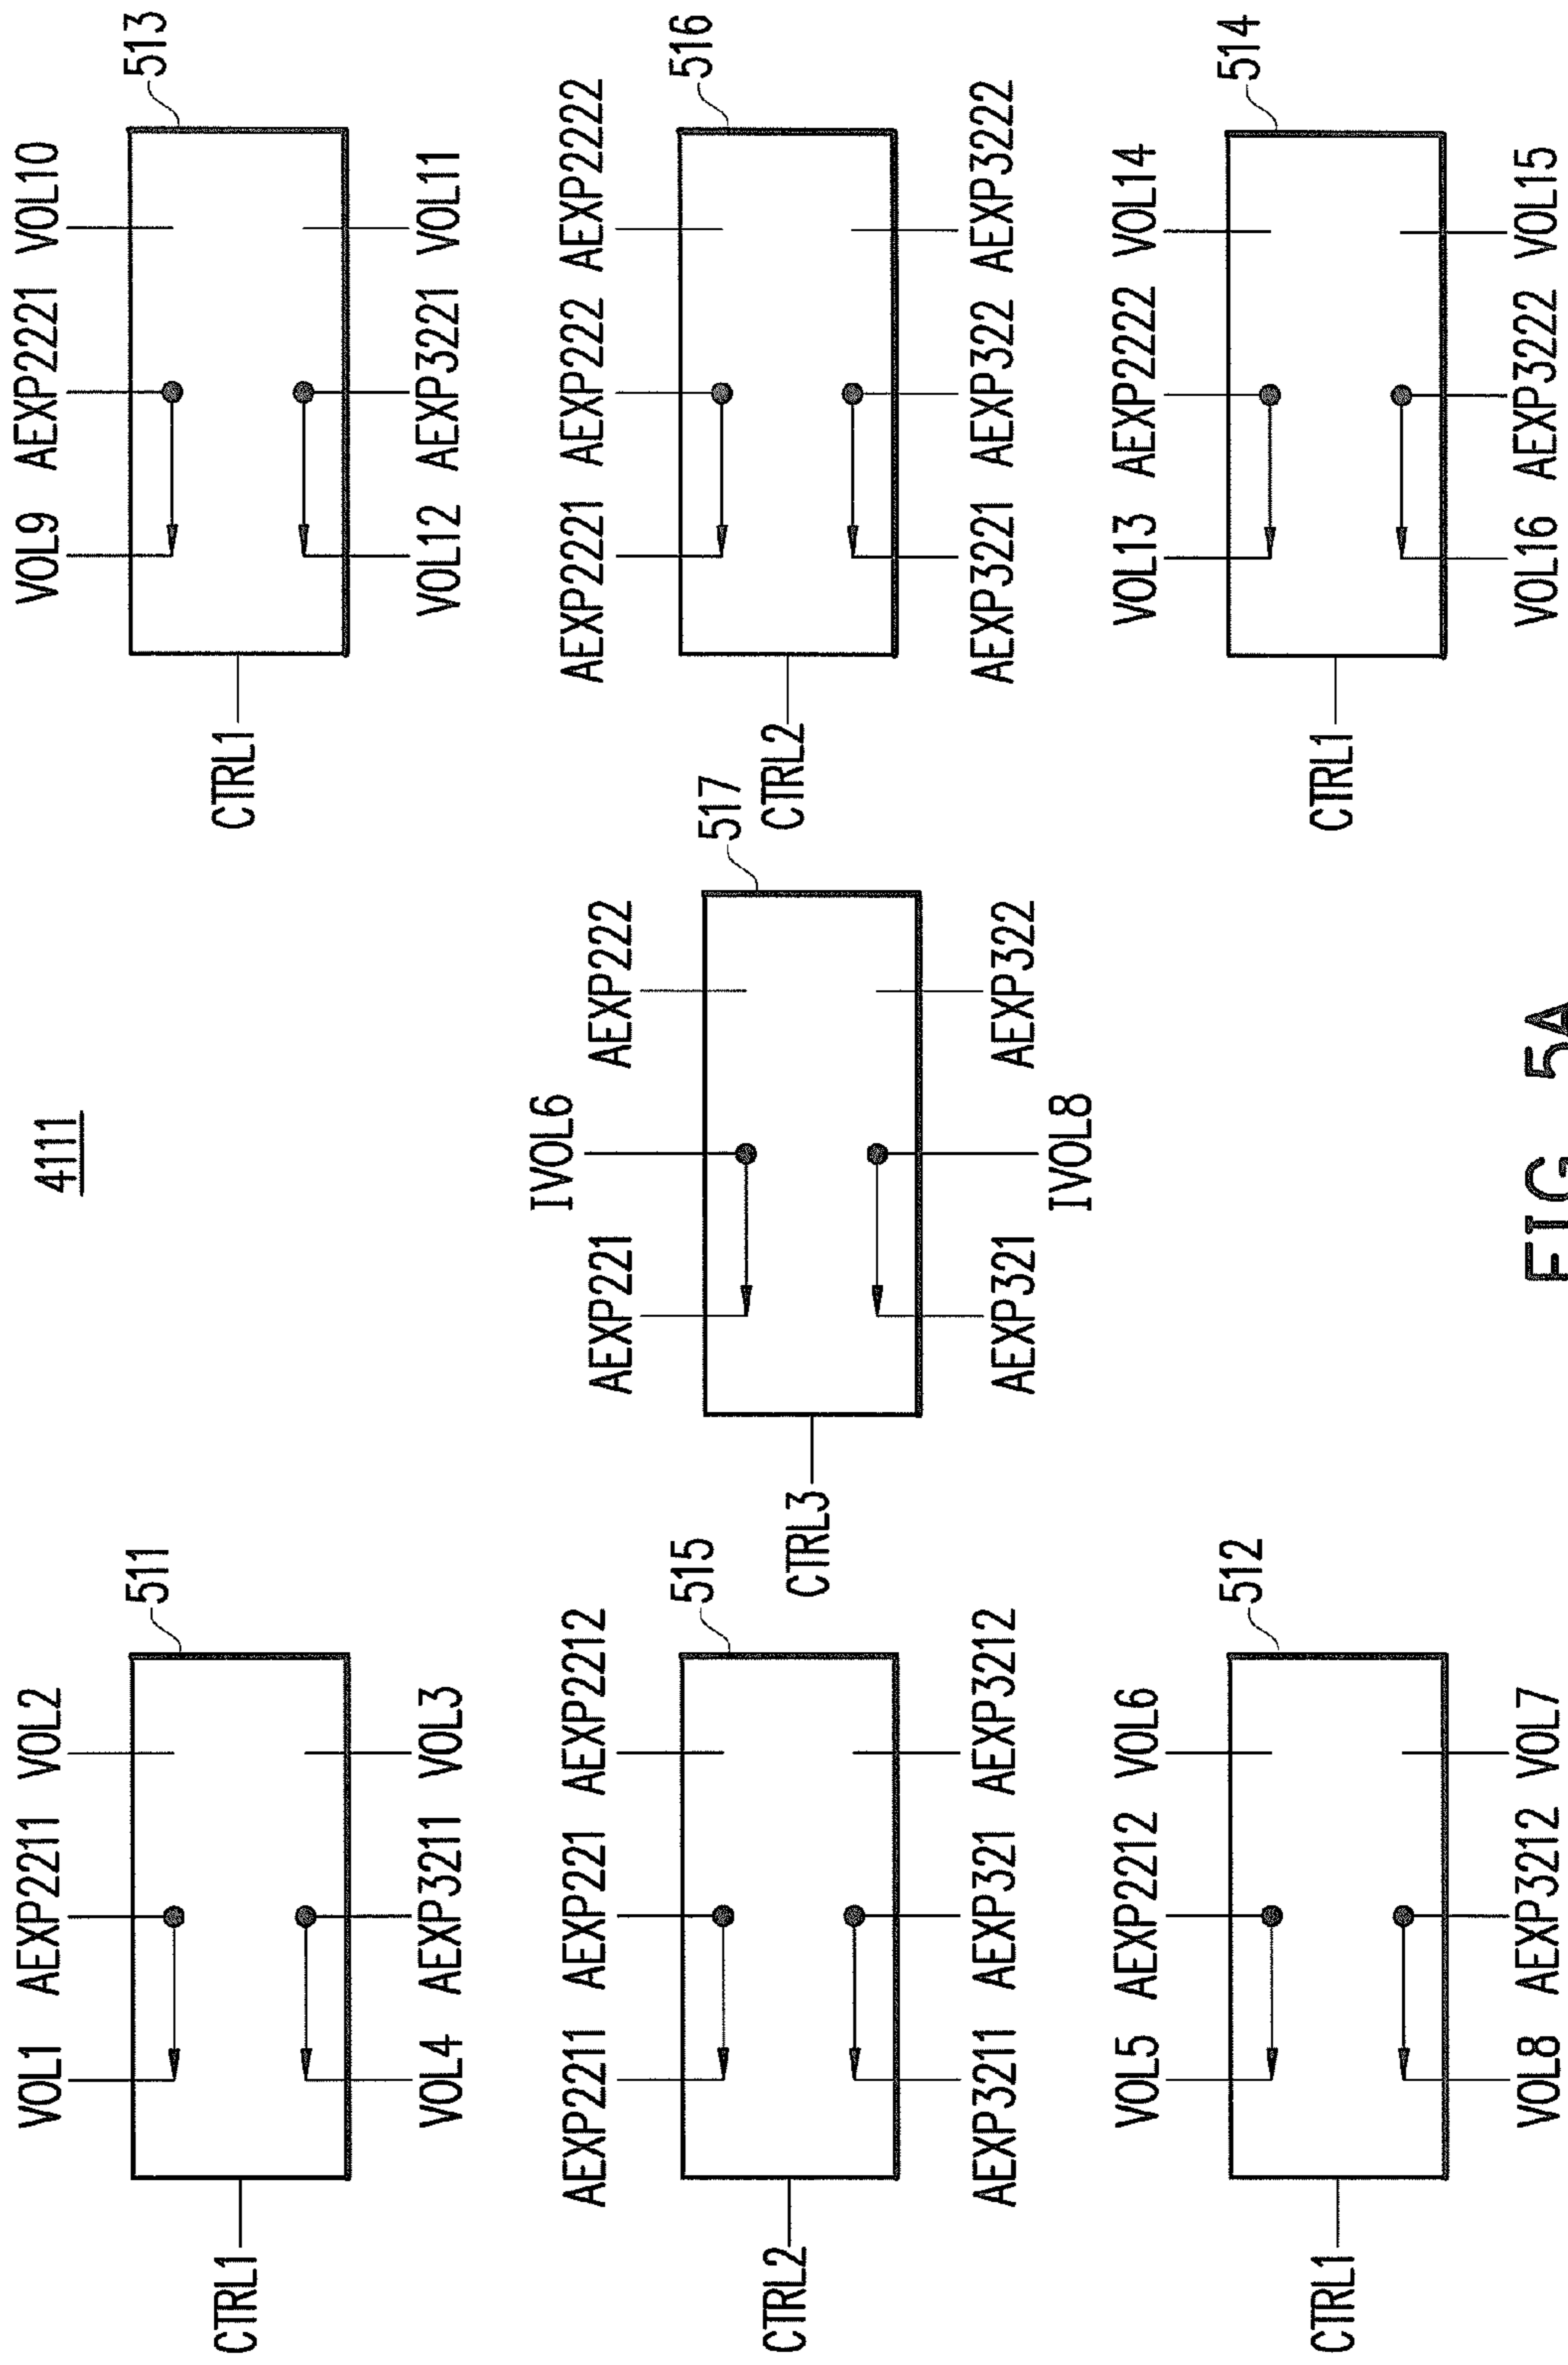 4111
VOL1 AEXP2211 VOL2
CTRL1
511
VOL4 AEXP3211 VOL3
AEXP2211 AEXP221 AEXP2212
CTRL2
515
AEXP3211 AEXP321 AEXP3212
VOL5 AEXP2212 VOL6
CTRL1
512
VOL8 AEXP3212 VOL7
IVOL6
AEXP221 AEXP222
CTRL3
517
AEXP321 AEXP322
IVOL8
VOL9 AEXP2221 VOL10
CTRL1
513
VOL12 AEXP3221 VOL11
AEXP2221 AEXP222 AEXP2222
CTRL2
516
AEXP3221 AEXP322 AEXP3222
VOL13 AEXP2222 VOL14
CTRL1
514
VOL16 AEXP3222 VOL15
FIG 5A